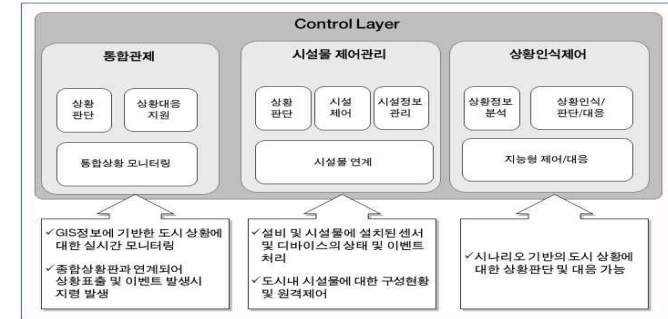 Control Layer
통합관제
상황
판단
상황대응
지원
통합상황 모니터링
시설물 제어관리
상황
판단
시설
제어
시설정보
관리
시설물 연계
상황인식제어
상황정보
분석
상황인식/
판단/대응
지능형 제어/대응
✓GIS정보에 기반한 도시 상황에
대한 실시간 모니터링
✓종합상황판과 연계되어
상황표출 및 이벤트 발생시
지령 발생
✓설비 및 시설물에 설치된 센서
및 디바이스의 상태 및 이벤트
처리
✓도시내 시설물에 대한 구성현황
및 원격제어
✓시나리오 기반의 도시 상황에
대한 상황판단 및 대응 가능